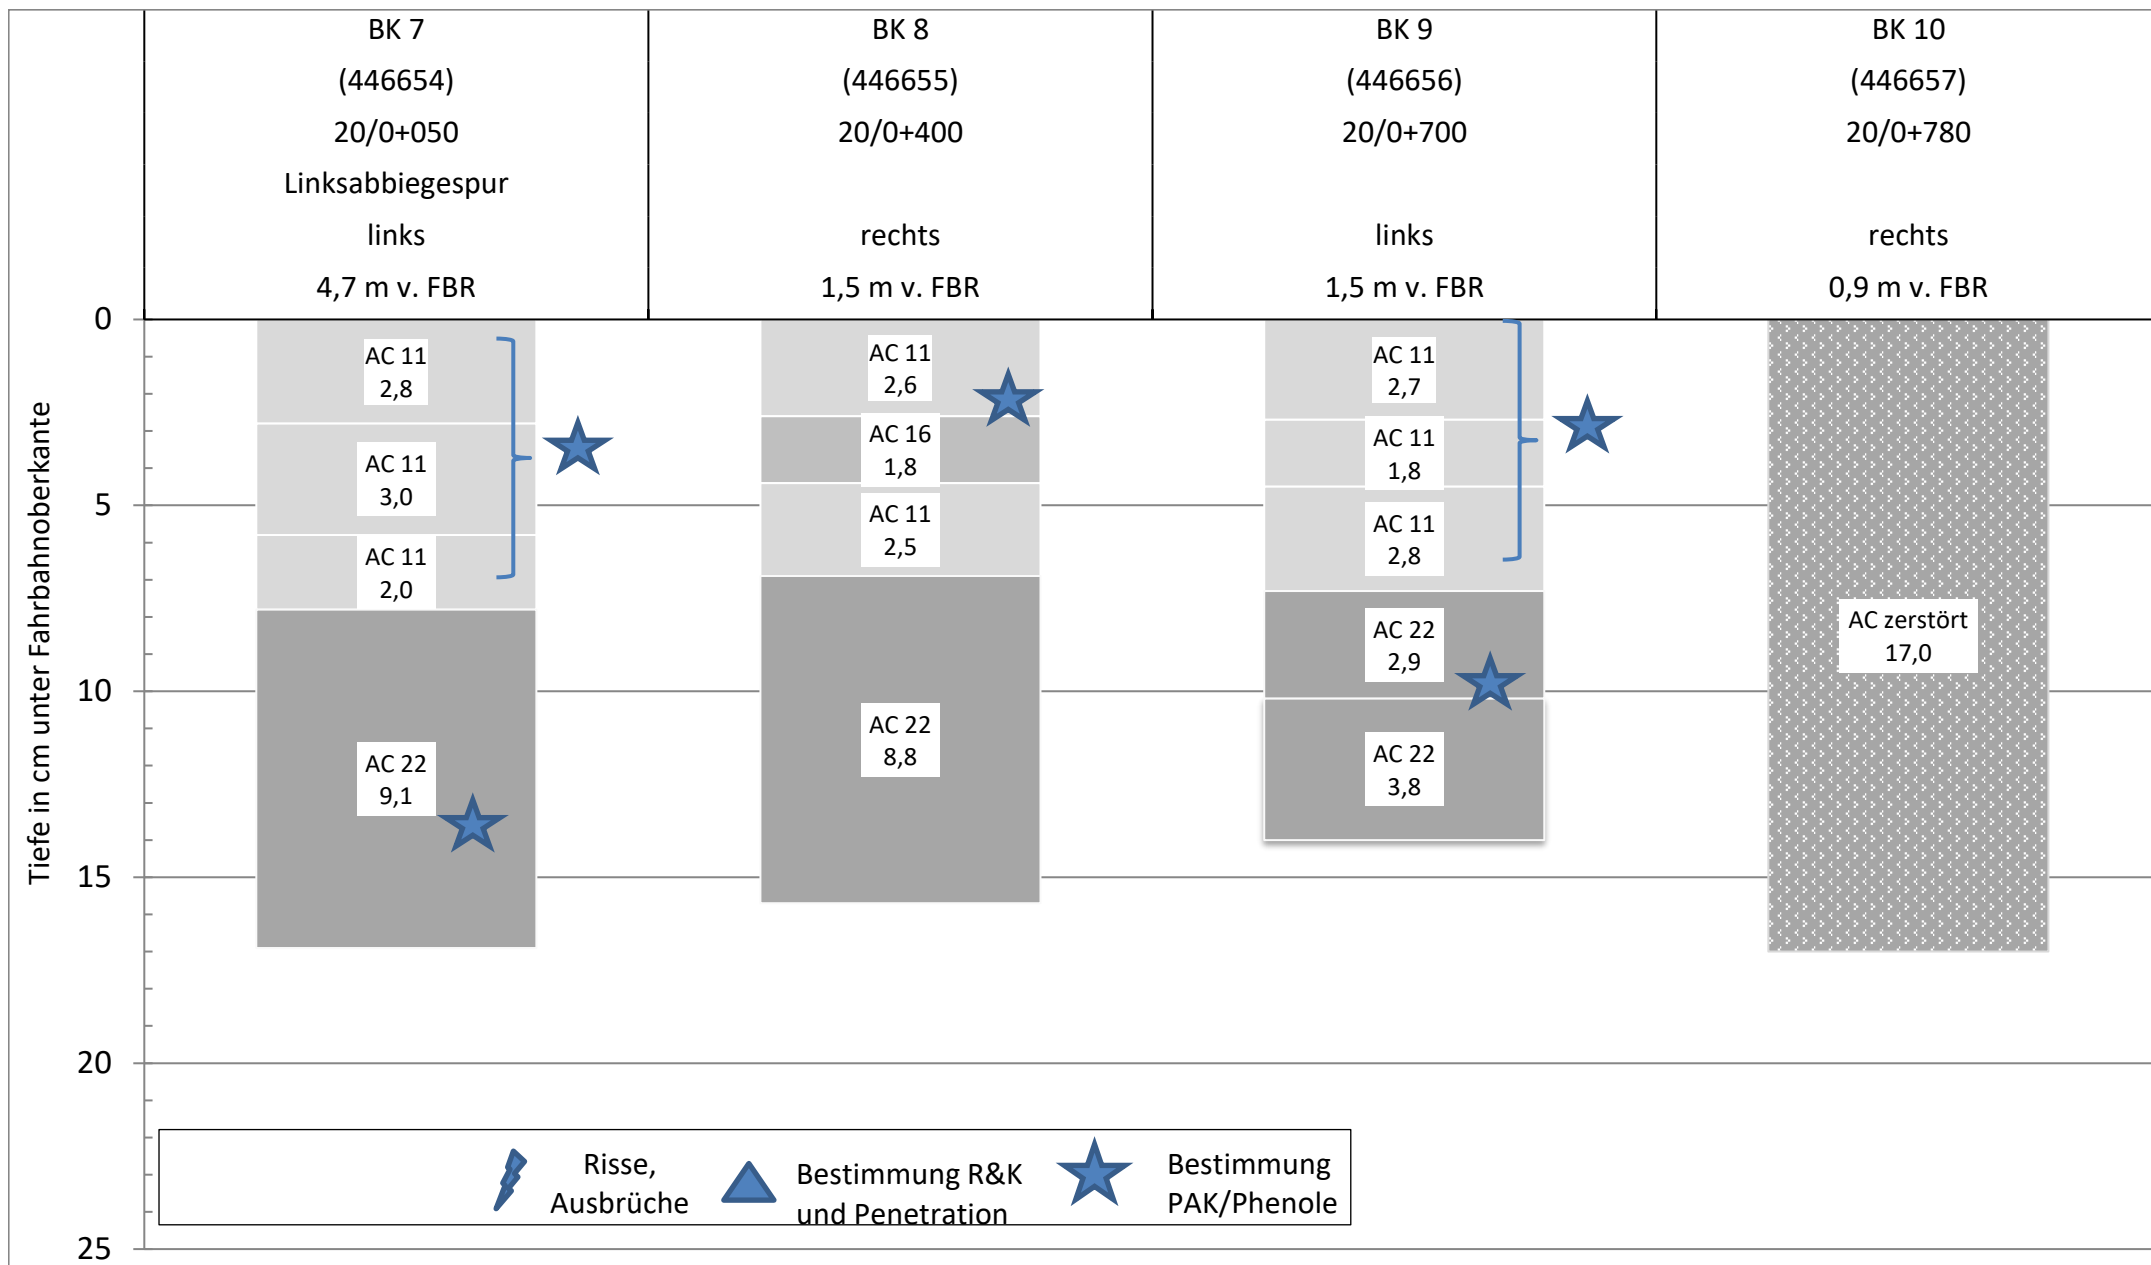 BK 7
(446654)
20/0+050
Linksabbiegespur
links
4,7 m v. FBR
BK 8
(446655)
20/0+400
rechts
1,5 m v. FBR
BK 9
(446656)
20/0+700
links
1,5 m v. FBR
BK 10
(446657)
20/0+780
rechts
0,9 m v. FBR
Tiefe in cm unter Fahrbahnoberkante
0
5
10
15
20
25
AC 11
2,8
AC 11
3,0
AC 11
2,0
AC 22
9,1
AC 11
2,6
AC 16
1,8
AC 11
2,5
AC 22
8,8
AC 11
2,7
AC 11
1,8
AC 11
2,8
AC 22
2,9
AC 22
3,8
AC zerstört
17,0
Risse,
Ausbrüche
Bestimmung R&K
und Penetration
Bestimmung
PAK/Phenole